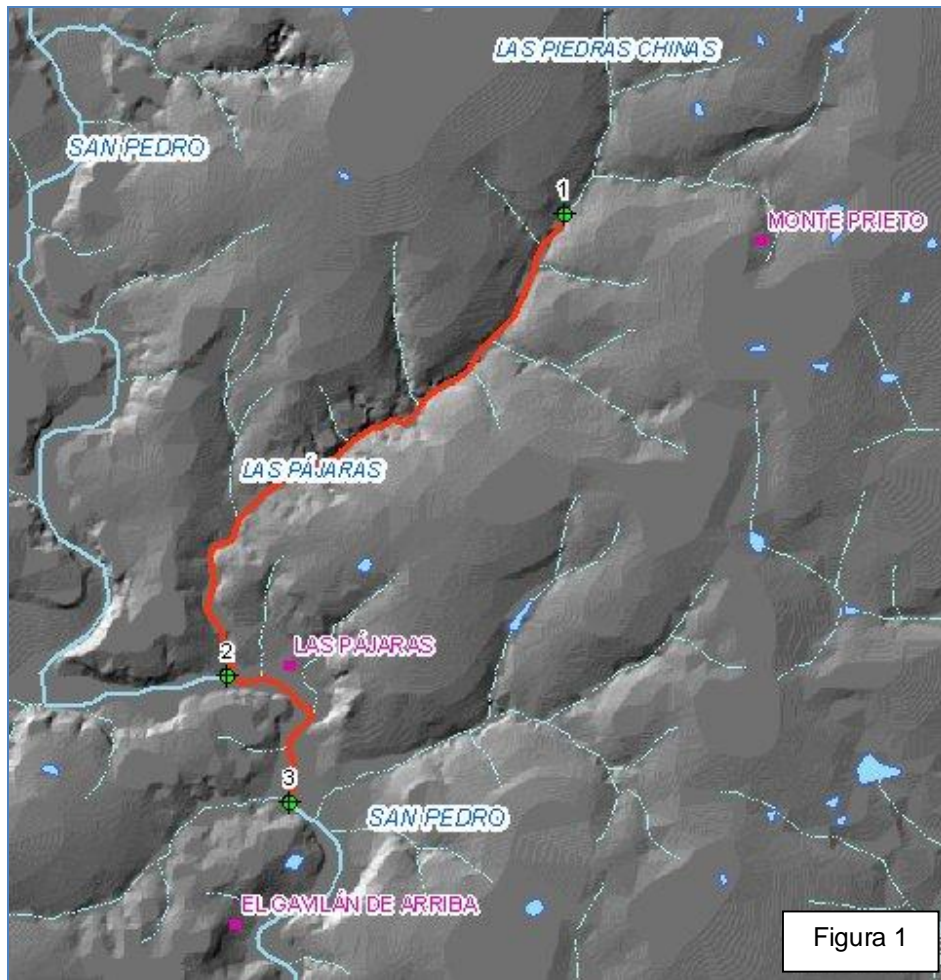 LAS PIEDRAS CHINAS
SAN PEDRO
1
MONTE PRIETO
LAS PÁJARAS
2
LAS PÁJARAS
3
SAN PEDRO
EL GAVILÁN DE ARRIBA
Figura 1